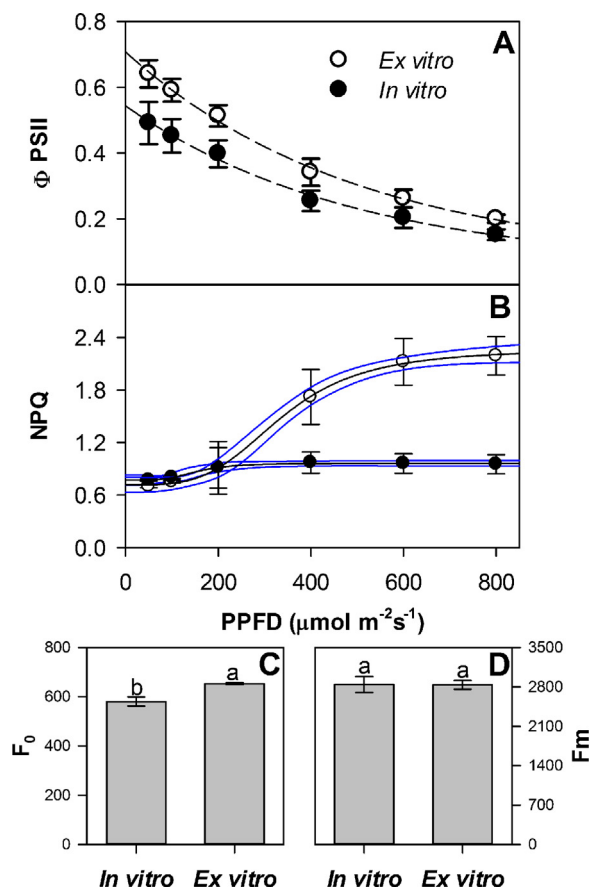 A
0.8
0.6
0.4
0.2
0.0
Φ PSII
Ex vitro
In vitro
B
2.4
1.8
1.2
0.6
0.0
NPQ
0 200 400 600 800
PPFD (μmol m-2s-1)
C
800
600
400
200
0
F0
b a
In vitro Ex vitro
D
a a
3500
2800
2100
1400
700
0
Fm
In vitro Ex vitro